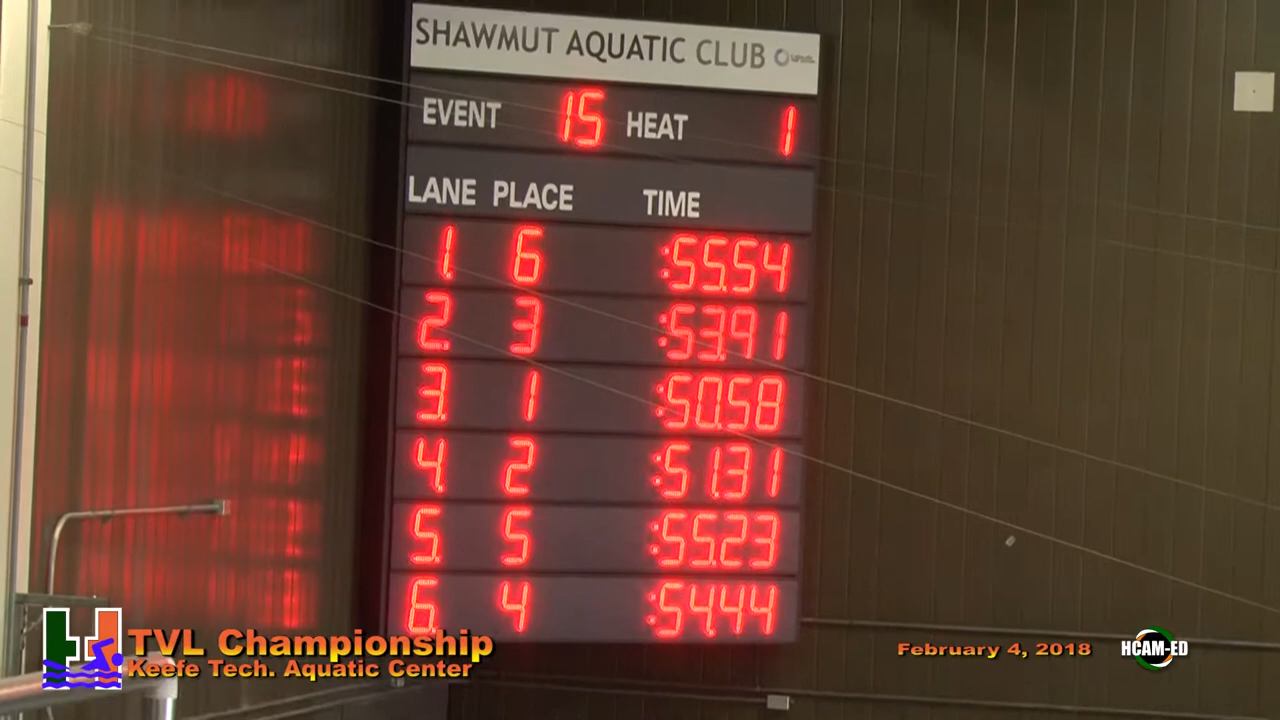 SHAWMUT AQUATIC CLUB
EVENT 15 HEAT 1
LANE PLACE TIME
1 6 :55.54
2 3 :53.91
3 1 :50.58
4 2 :51.31
5 5 :55.23
6 4 :54.44
TVL Championship
Keefe Tech. Aquatic Center
February 4, 2018
HCAM-ED